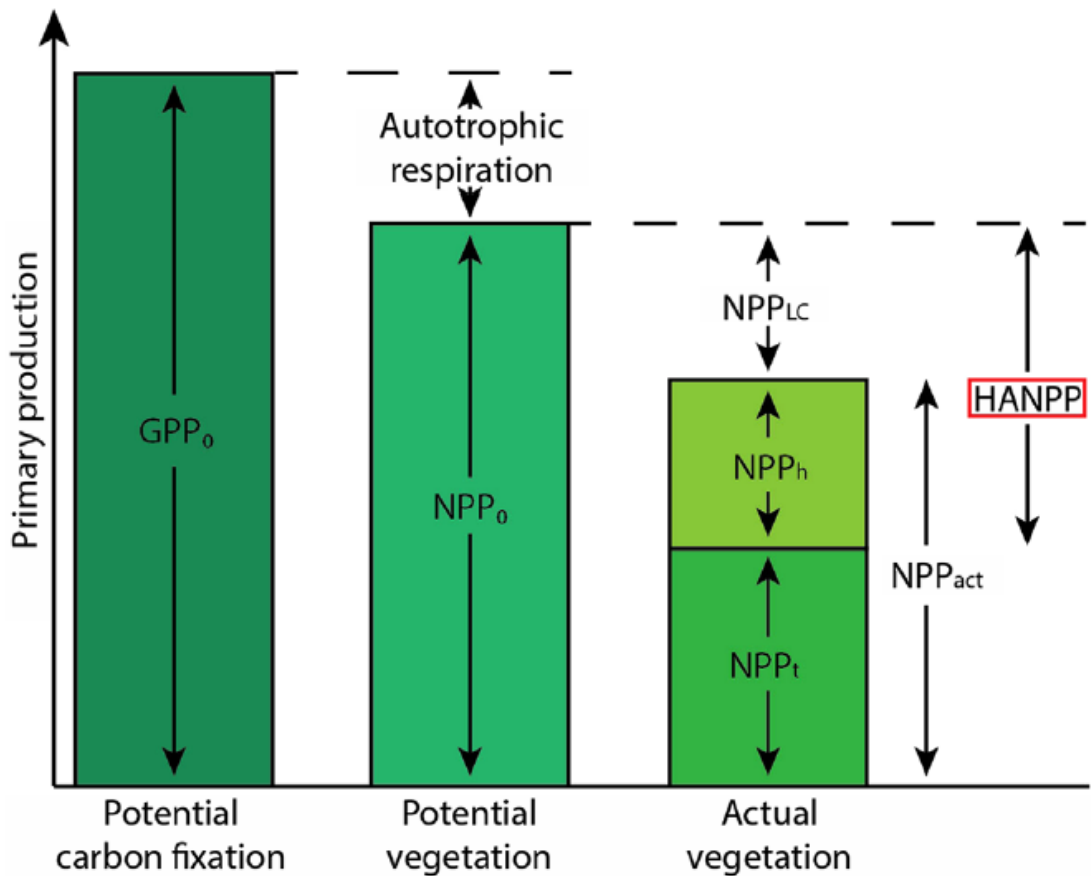 Primary production
GPP₀
Autotrophic
respiration
NPP₀
NPPLC
NPPh
NPPt
NPPact
HANPP
Potential
carbon fixation
Potential
vegetation
Actual
vegetation